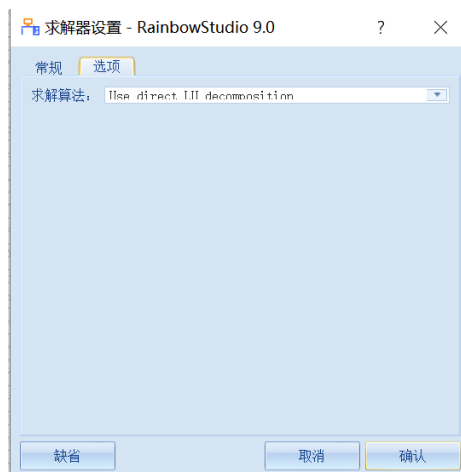 求解器设置 - RainbowStudio 9.0 ?
常规 选项
求解算法: Use direct LU decomposition
缺省 取消 确认